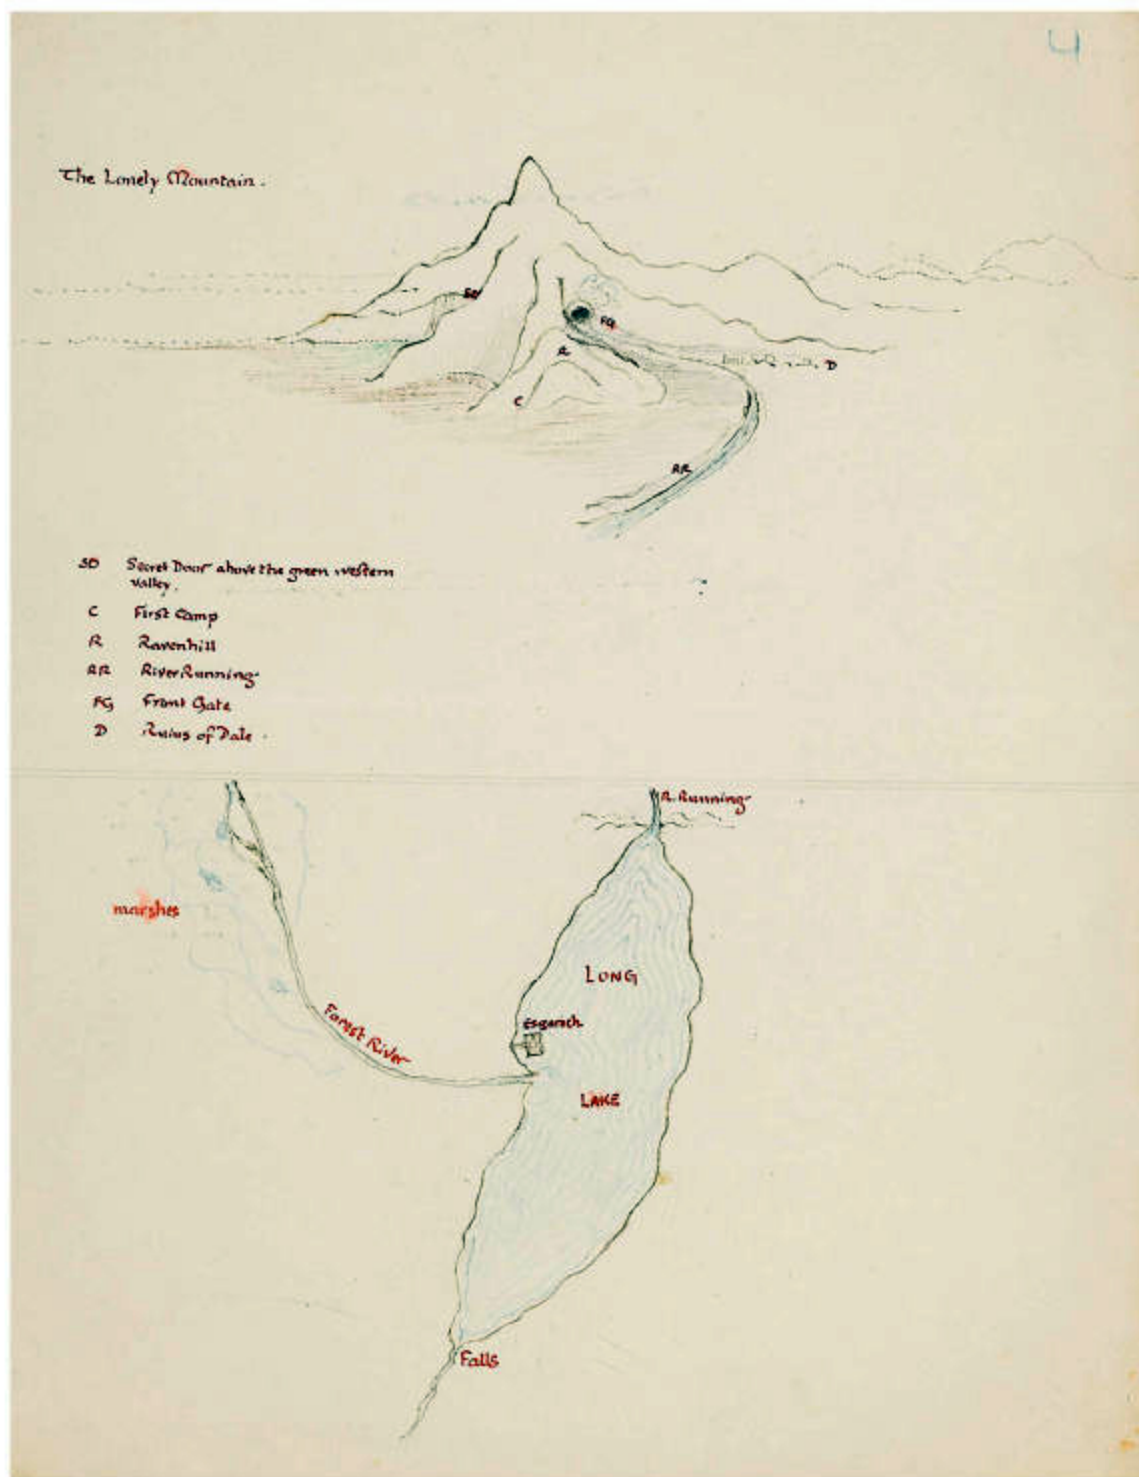 4
The Lonely Mountain.
SD
FG
R
D
C
RR
SD Secret Door above the green western
valley.
C First Camp
R Ravenhill
RR River Running
FG Front Gate
D Ruins of Dale.
R. Running
marshes
LONG
Esgaroth
Forest River
LAKE
Falls